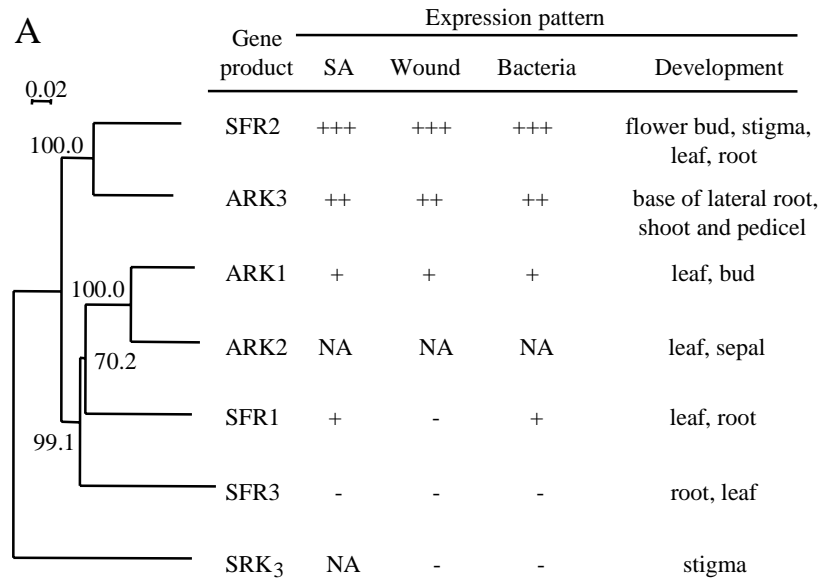 A
Expression pattern
Gene product SA Wound Bacteria Development
0.02
SFR2 +++ +++ +++ flower bud, stigma,
leaf, root
100.0
ARK3 ++ ++ ++ base of lateral root,
shoot and pedicel
ARK1 + + + leaf, bud
100.0
ARK2 NA NA NA leaf, sepal
70.2
SFR1 + - + leaf, root
99.1
SFR3 - - - root, leaf
SRK3 NA - - stigma